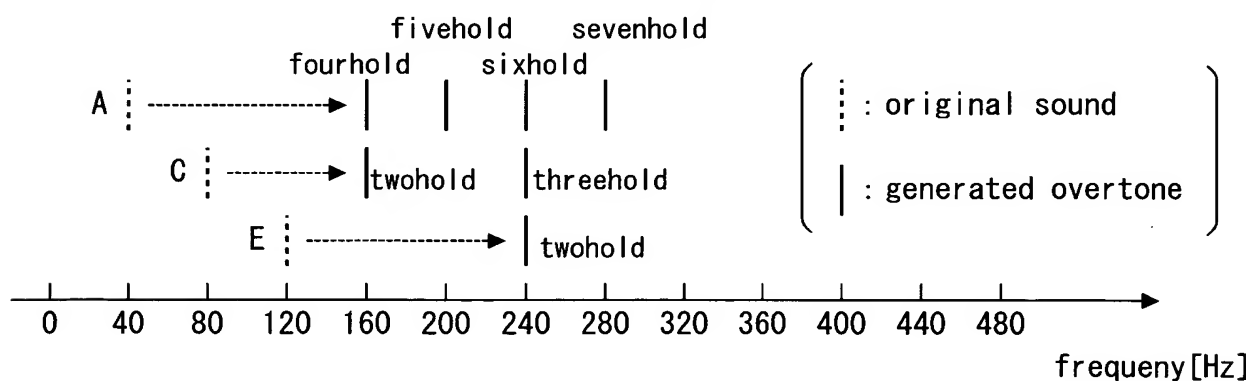 fivehold sevenhold
fourhold sixhold
A : original sound
C twohold threehold : generated overtone
E twohold
0 40 80 120 160 200 240 280 320 360 400 440 480
frequeny[Hz]